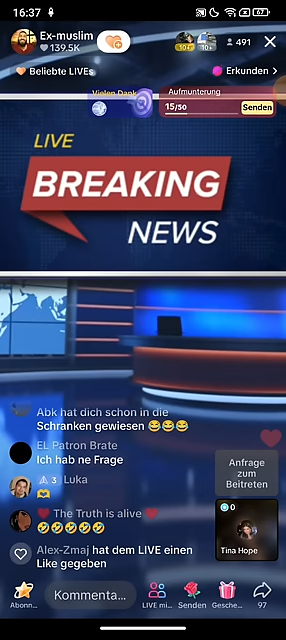 16:37
67
Ex-muslim
139.5K
10+
10+
491
Beliebte LIVEs
Erkunden >
Vielen Dank
Aufmunterung
15/50
Senden
LIVE
BREAKING
NEWS
Abk hat dich schon in die
Schranken gewiesen 😂😂😂
EL Patron Brate
Ich hab ne Frage
3 Luka
🫶
❤️ The Truth is alive ❤️
🤣🤣🤣🤣🤣
Alex-Zmaj hat dem LIVE einen
Like gegeben
Anfrage
zum
Beitreten
0
Tina Hope
Abonn...
Kommenta...
LIVE mi...
Senden
Gesche...
97